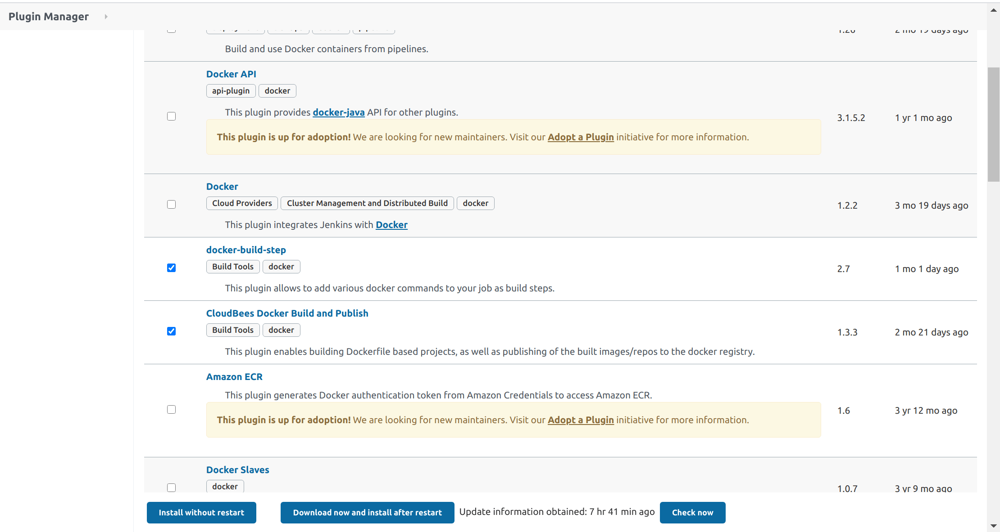 Plugin Manager
1.26 2 mo 19 days ago
Build and use Docker containers from pipelines.
Docker API
api-plugin docker
This plugin provides docker-java API for other plugins.
3.1.5.2 1 yr 1 mo ago
This plugin is up for adoption! We are looking for new maintainers. Visit our Adopt a Plugin initiative for more information.
Docker
Cloud Providers Cluster Management and Distributed Build docker
1.2.2 3 mo 19 days ago
This plugin integrates Jenkins with Docker
docker-build-step
Build Tools docker
2.7 1 mo 1 day ago
This plugin allows to add various docker commands to your job as build steps.
CloudBees Docker Build and Publish
Build Tools docker
1.3.3 2 mo 21 days ago
This plugin enables building Dockerfile based projects, as well as publishing of the built images/repos to the docker registry.
Amazon ECR
This plugin generates Docker authentication token from Amazon Credentials to access Amazon ECR.
1.6 3 yr 12 mo ago
This plugin is up for adoption! We are looking for new maintainers. Visit our Adopt a Plugin initiative for more information.
Docker Slaves
docker
1.0.7 3 yr 9 mo ago
Install without restart Download now and install after restart Update information obtained: 7 hr 41 min ago Check now